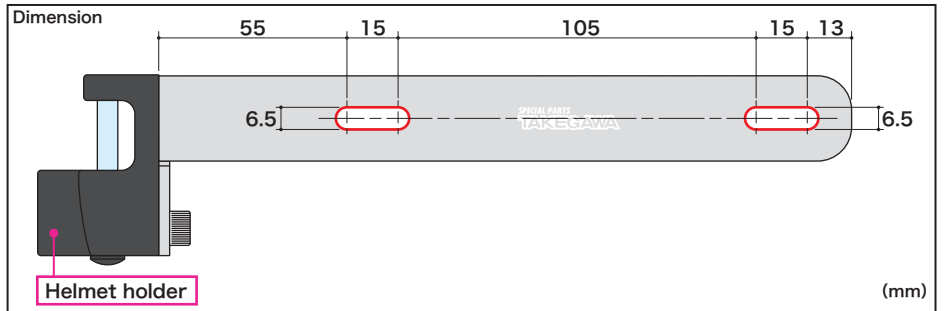 Dimension
55 15 105 15 13
6.5 SPECIAL PARTS 6.5
TAKEGAWA
Helmet holder
(mm)